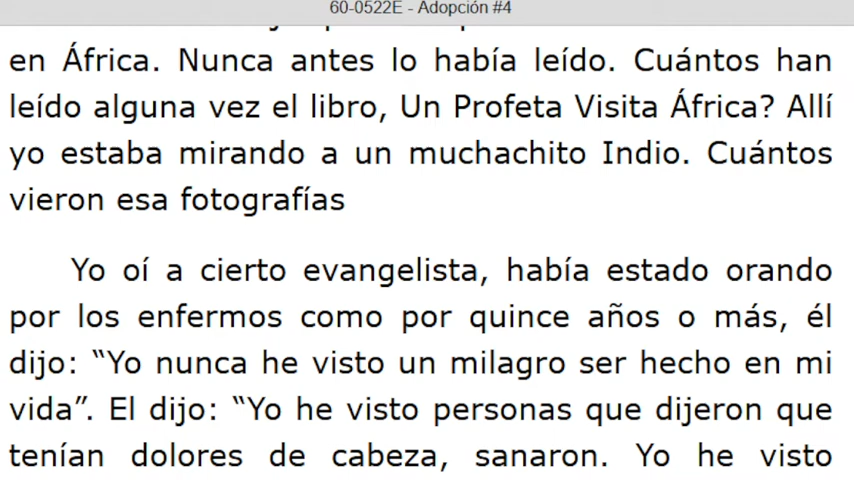 60-0522E - Adopción #4
en África. Nunca antes lo había leído. Cuántos han
leído alguna vez el libro, Un Profeta Visita África? Allí
yo estaba mirando a un muchachito Indio. Cuántos
vieron esa fotografías
Yo oí a cierto evangelista, había estado orando
por los enfermos como por quince años o más, él
dijo: “Yo nunca he visto un milagro ser hecho en mi
vida”. El dijo: “Yo he visto personas que dijeron que
tenían dolores de cabeza, sanaron. Yo he visto